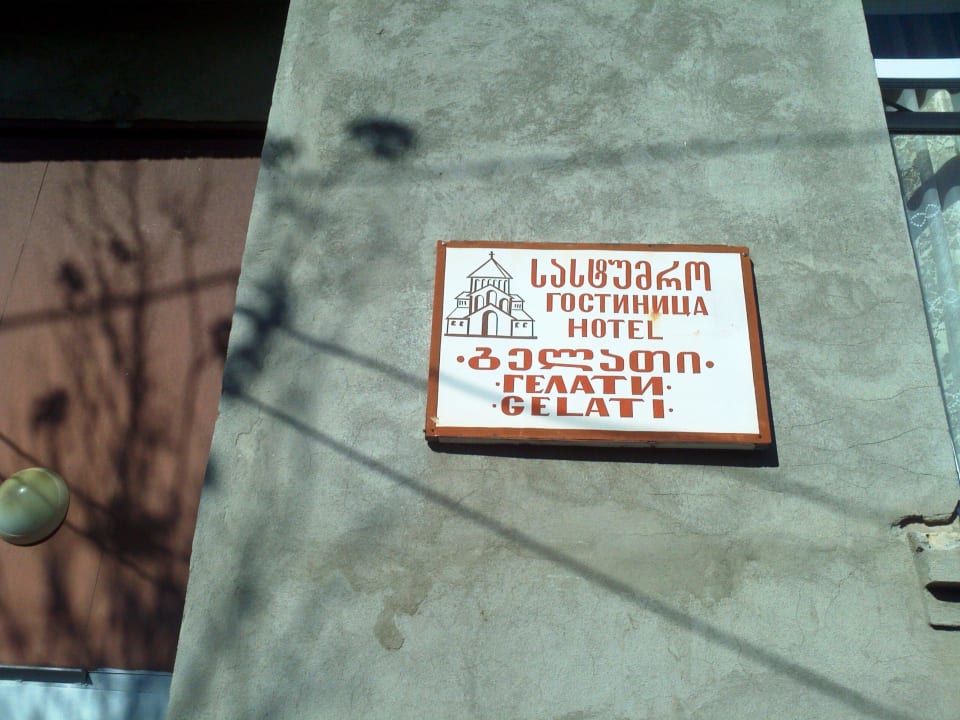 სასტუმრო
ГОСТИНИЦА
HOTEL
•გელათი•
•ГЕЛАТИ•
•GELATI•